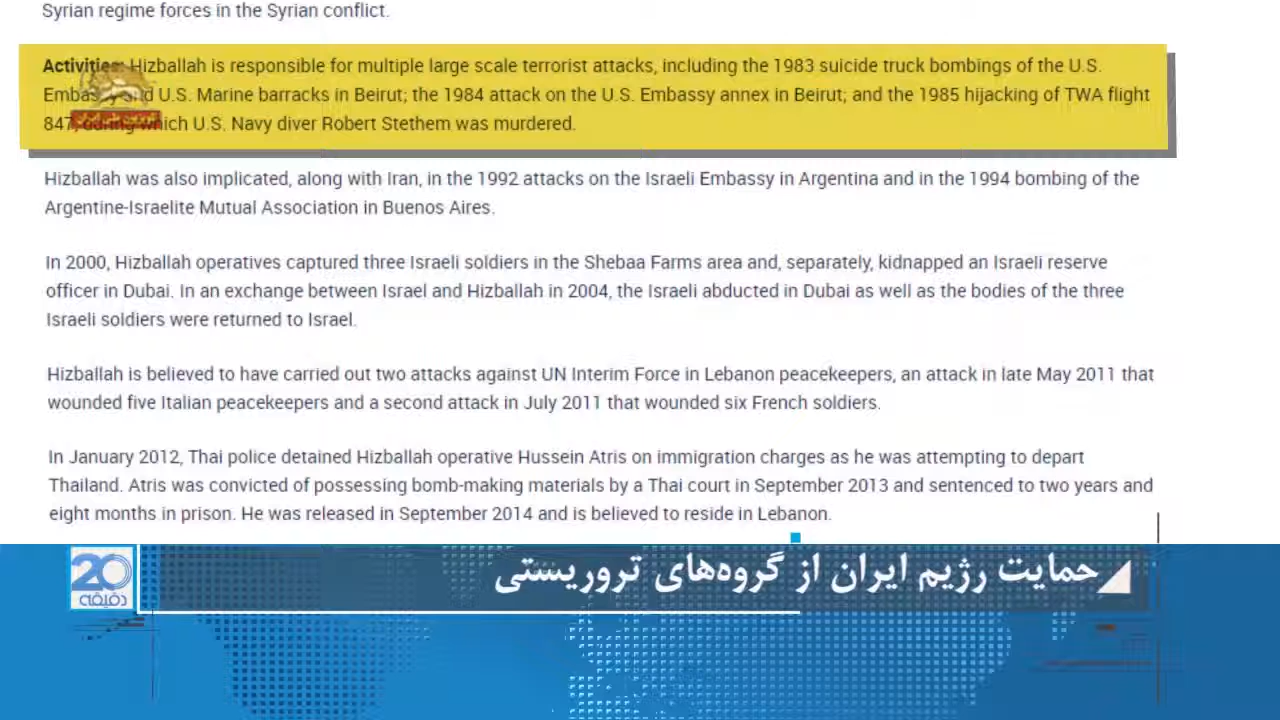 Syrian regime forces in the Syrian conflict.
Activities: Hizballah is responsible for multiple large scale terrorist attacks, including the 1983 suicide truck bombings of the U.S.
Embassy and U.S. Marine barracks in Beirut; the 1984 attack on the U.S. Embassy annex in Beirut; and the 1985 hijacking of TWA flight
847, during which U.S. Navy diver Robert Stethem was murdered.
Hizballah was also implicated, along with Iran, in the 1992 attacks on the Israeli Embassy in Argentina and in the 1994 bombing of the
Argentine-Israelite Mutual Association in Buenos Aires.
In 2000, Hizballah operatives captured three Israeli soldiers in the Shebaa Farms area and, separately, kidnapped an Israeli reserve
officer in Dubai. In an exchange between Israel and Hizballah in 2004, the Israeli abducted in Dubai as well as the bodies of the three
Israeli soldiers were returned to Israel.
Hizballah is believed to have carried out two attacks against UN Interim Force in Lebanon peacekeepers, an attack in late May 2011 that
wounded five Italian peacekeepers and a second attack in July 2011 that wounded six French soldiers.
In January 2012, Thai police detained Hizballah operative Hussein Atris on immigration charges as he was attempting to depart
Thailand. Atris was convicted of possessing bomb-making materials by a Thai court in September 2013 and sentenced to two years and
eight months in prison. He was released in September 2014 and is believed to reside in Lebanon.
حمایت رژیم ایران از گروه‌های تروریستی
20
دقیقه